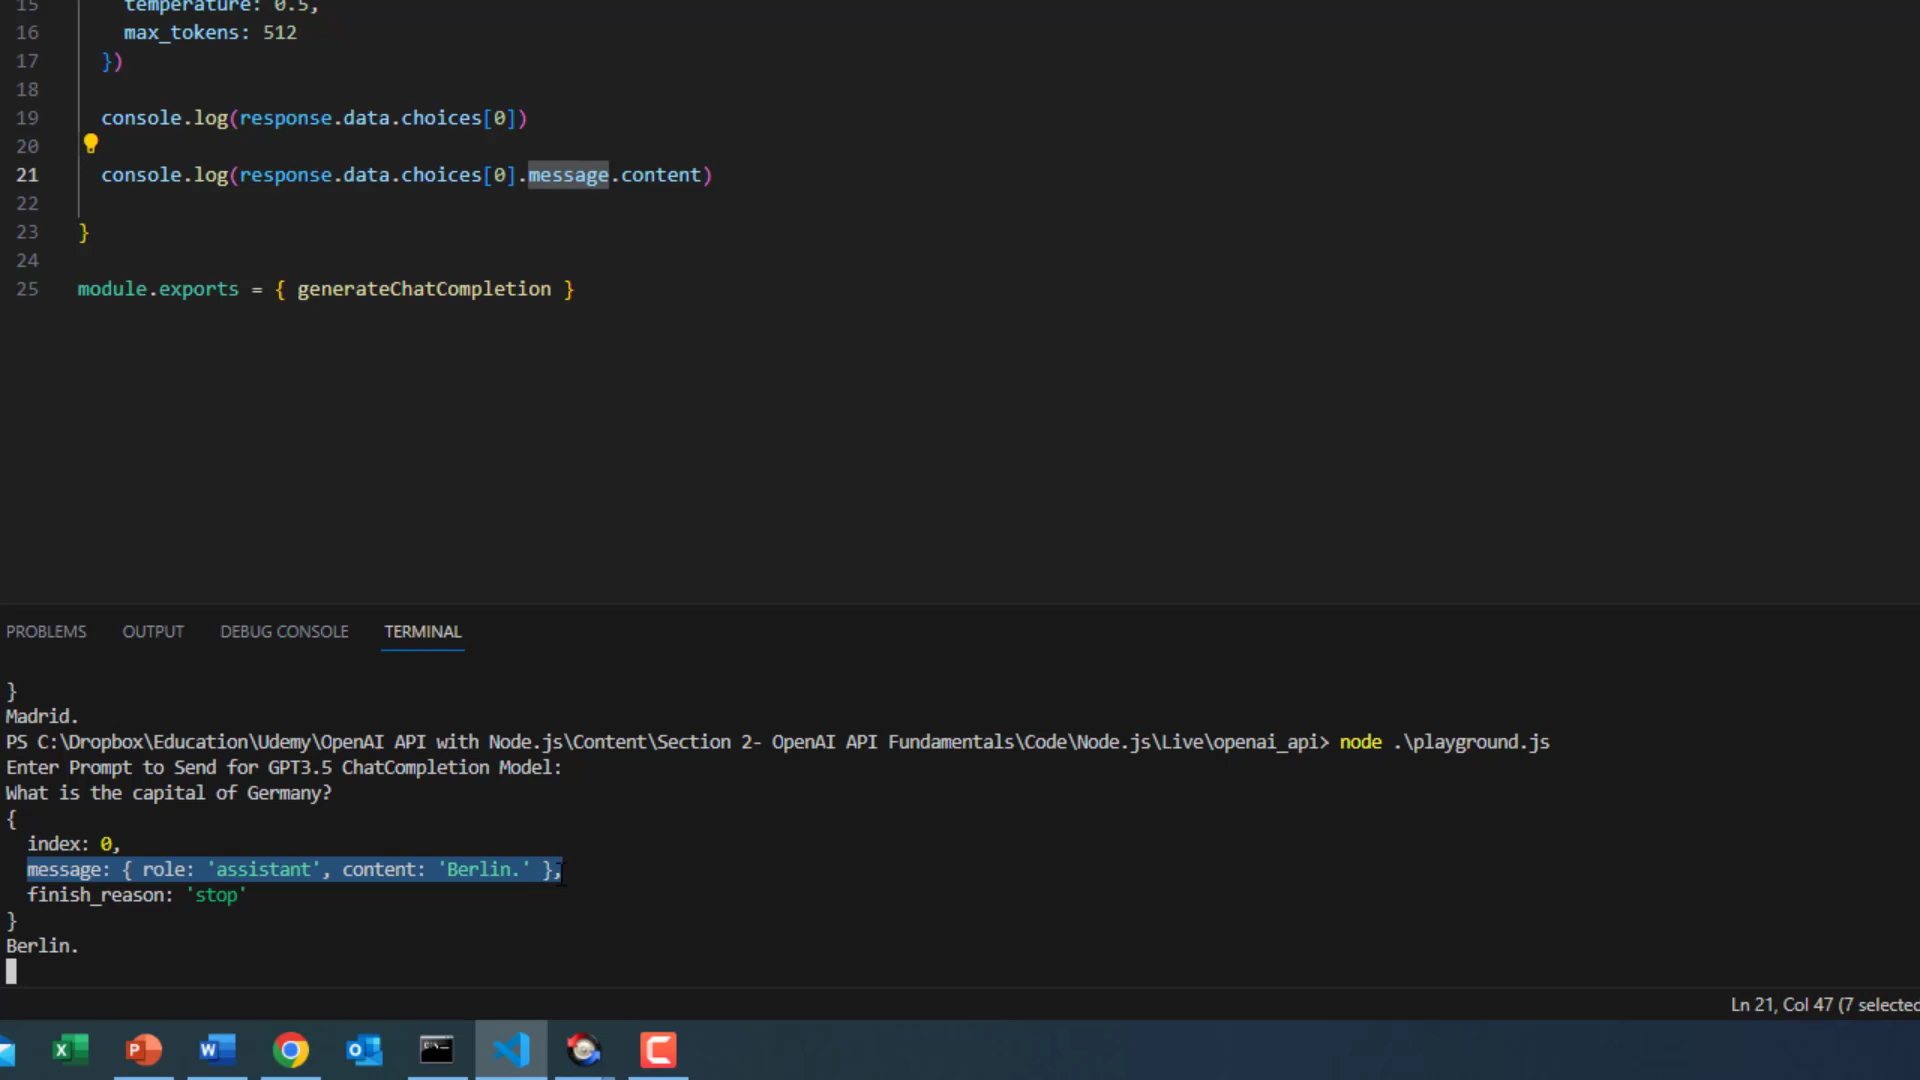 15 temperature: 0.5,
16 max_tokens: 512
17 })
18
19 console.log(response.data.choices[0])
20
21 console.log(response.data.choices[0].message.content)
22
23 }
24
25 module.exports = { generateChatCompletion }
PROBLEMS OUTPUT DEBUG CONSOLE TERMINAL
}
Madrid.
PS C:\Dropbox\Education\Udemy\OpenAI API with Node.js\Content\Section 2- OpenAI API Fundamentals\Code\Node.js\Live\openai_api> node .\playground.js
Enter Prompt to Send for GPT3.5 ChatCompletion Model:
What is the capital of Germany?
{
index: 0,
message: { role: 'assistant', content: 'Berlin.' },
finish_reason: 'stop'
}
Berlin.
Ln 21, Col 47 (7 selected